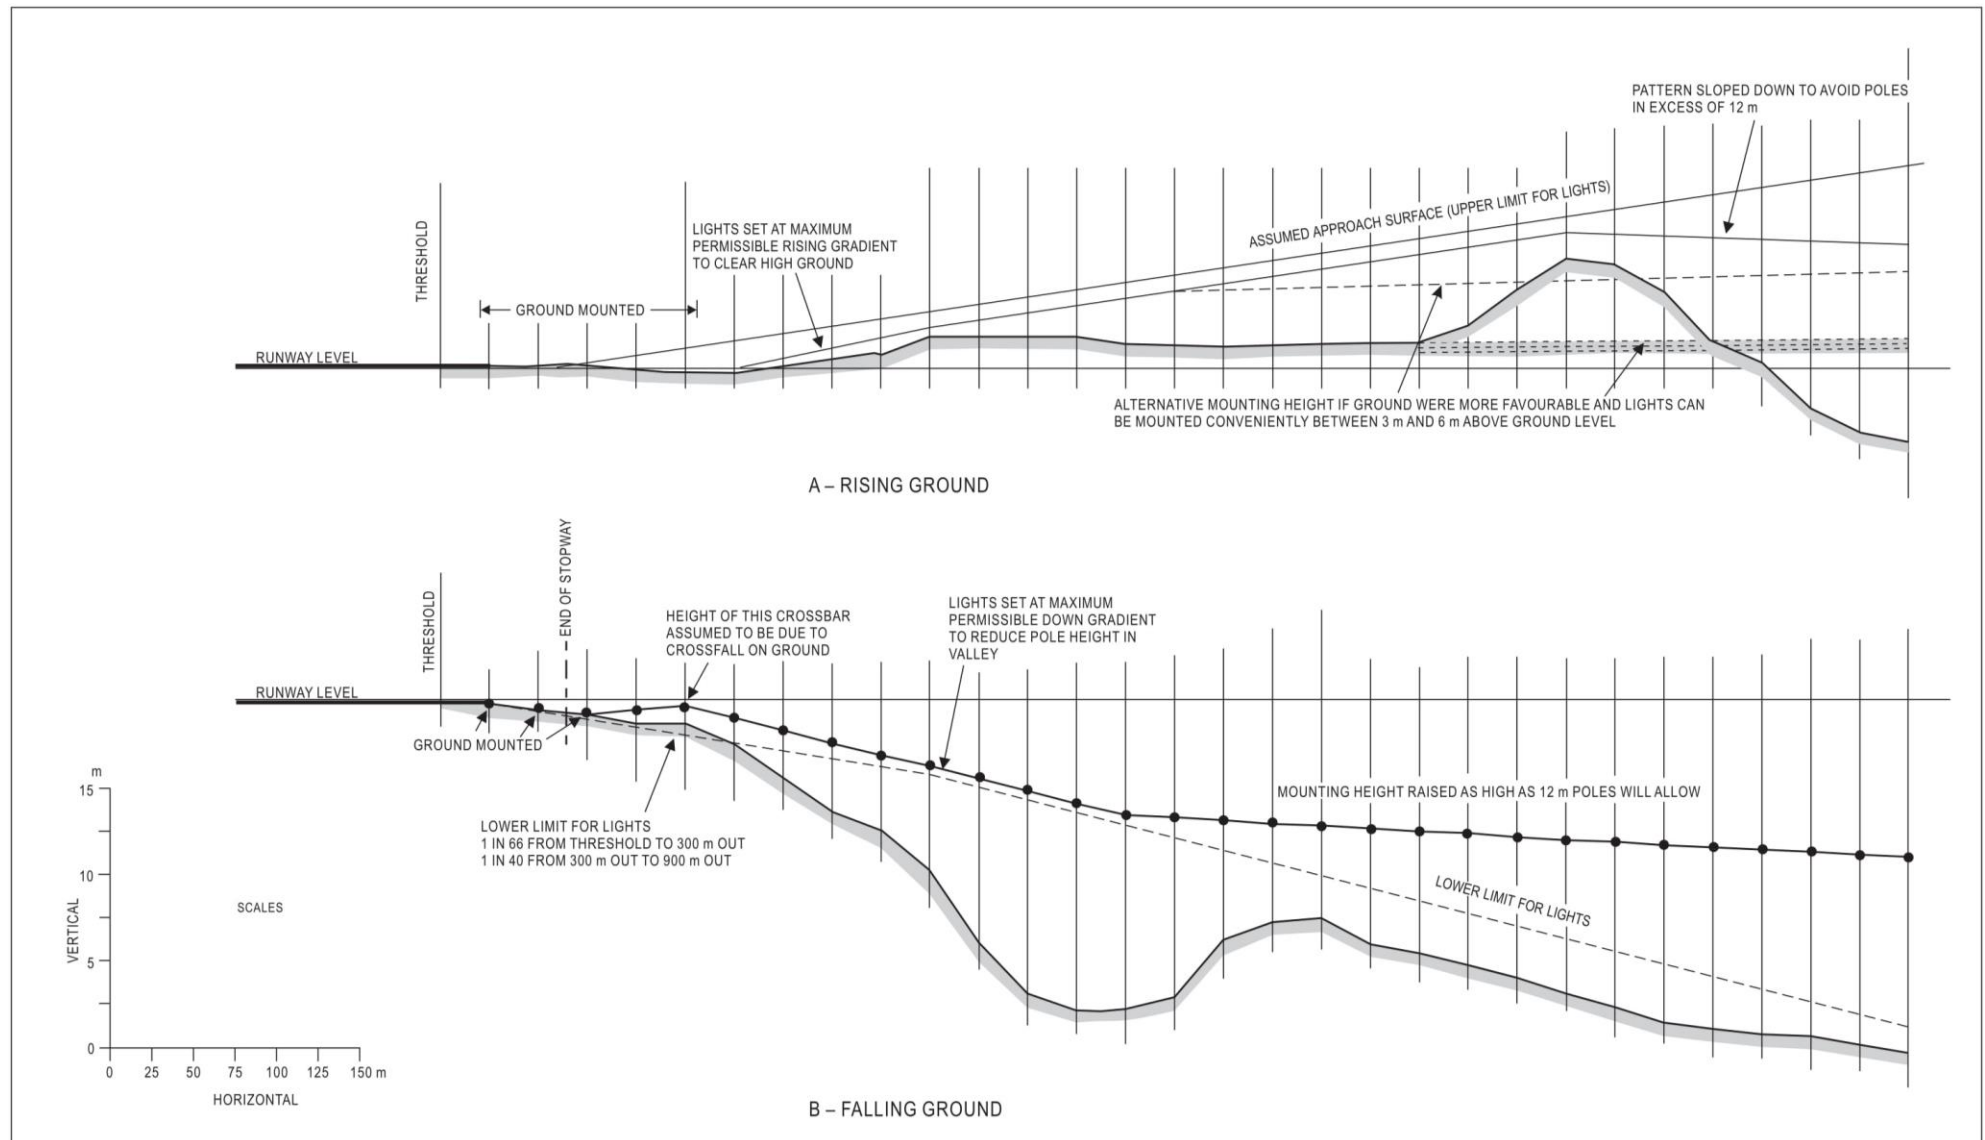 PATTERN SLOPED DOWN TO AVOID POLES
IN EXCESS OF 12 m
THRESHOLD
LIGHTS SET AT MAXIMUM
PERMISSIBLE RISING GRADIENT
TO CLEAR HIGH GROUND
ASSUMED APPROACH SURFACE (UPPER LIMIT FOR LIGHTS)
GROUND MOUNTED
RUNWAY LEVEL
ALTERNATIVE MOUNTING HEIGHT IF GROUND WERE MORE FAVOURABLE AND LIGHTS CAN
BE MOUNTED CONVENIENTLY BETWEEN 3 m AND 6 m ABOVE GROUND LEVEL
A – RISING GROUND
THRESHOLD
END OF STOPWAY
HEIGHT OF THIS CROSSBAR
ASSUMED TO BE DUE TO
CROSSFALL ON GROUND
LIGHTS SET AT MAXIMUM
PERMISSIBLE DOWN GRADIENT
TO REDUCE POLE HEIGHT IN
VALLEY
RUNWAY LEVEL
GROUND MOUNTED
MOUNTING HEIGHT RAISED AS HIGH AS 12 m POLES WILL ALLOW
LOWER LIMIT FOR LIGHTS
1 IN 66 FROM THRESHOLD TO 300 m OUT
1 IN 40 FROM 300 m OUT TO 900 m OUT
LOWER LIMIT FOR LIGHTS
m
15
10
5
0
VERTICAL
SCALES
0 25 50 75 100 125 150 m
HORIZONTAL
B – FALLING GROUND